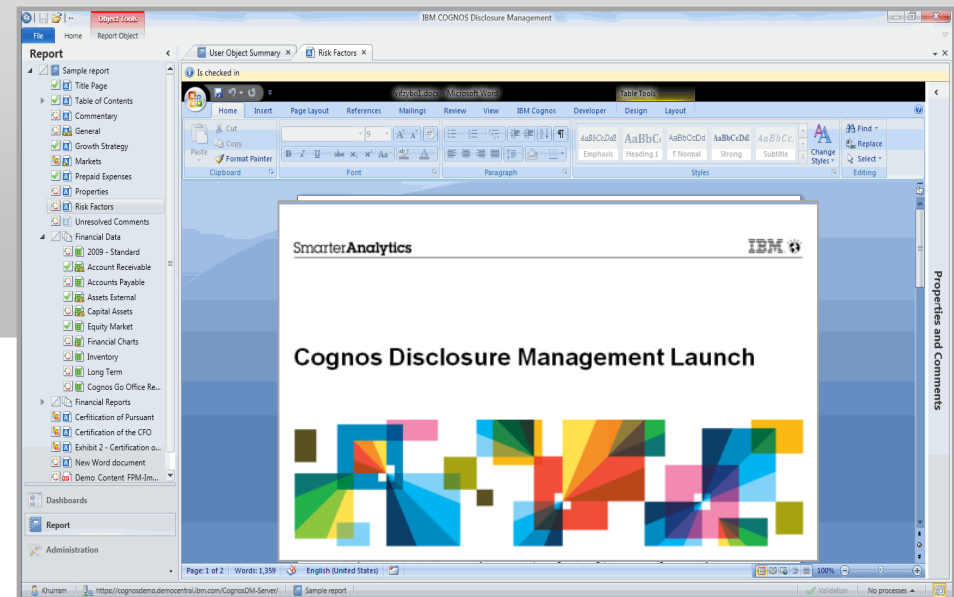 IBM COGNOS Disclosure Management
Object Tools
File Home Report Object
Report
User Object Summary
Risk Factors
Is checked in
Sample report
Title Page
Table of Contents
Commentary
General
Growth Strategy
Markets
Prepaid Expenses
Properties
Risk Factors
Unresolved Comments
Financial Data
2009 - Standard
Account Receivable
Accounts Payable
Assets External
Capital Assets
Equity Market
Financial Charts
Inventory
Long Term
Cognos Go Office Re...
Financial Reports
Cerfitication of Pursuant
Certification of the CFO
Exhibit 2 - Certification o...
New Word document
Demo Content FPM-Im...
Dashboards
Report
Administration
Microsoft Word
Table Tools
Home Insert Page Layout References Mailings Review View IBM Cognos Developer Design Layout
Cut
Copy
Paste
Format Painter
Clipboard
9
Font
Paragraph
AaBbCcDdE AaBbC AaBbCcDd AaBbCcDdE AaBbCc.
Emphasis Heading 1 ¶ Normal Strong Subtitle
Change Styles
Styles
Find
Replace
Select
Editing
SmarterAnalytics
IBM
Cognos Disclosure Management Launch
Properties and Comments
Page: 1 of 2 Words: 1,359 English (United States) 100%
Khurram https://cognosdemo.democentral.ibm.com/CognosDM-Server/ Sample report Validation No processes